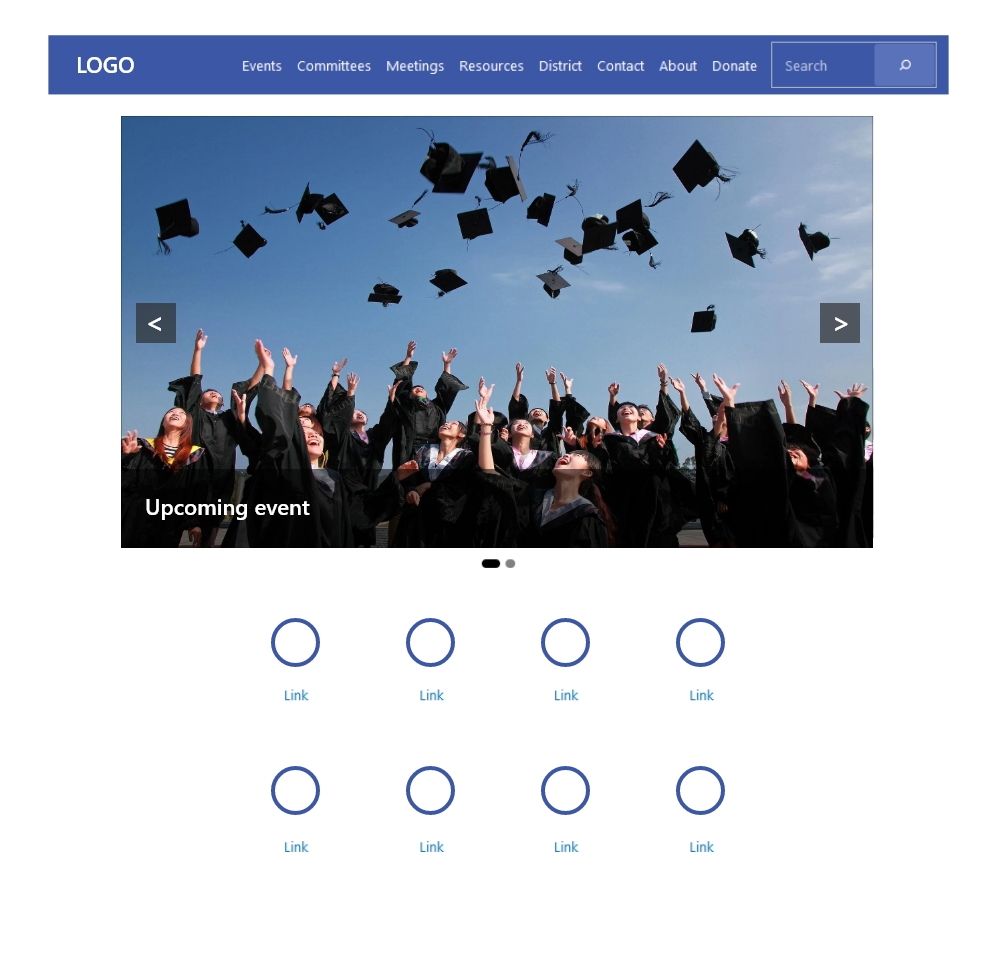 LOGO Events Committees Meetings Resources District Contact About Donate Search
<
>
Upcoming event
Link Link Link Link
Link Link Link Link